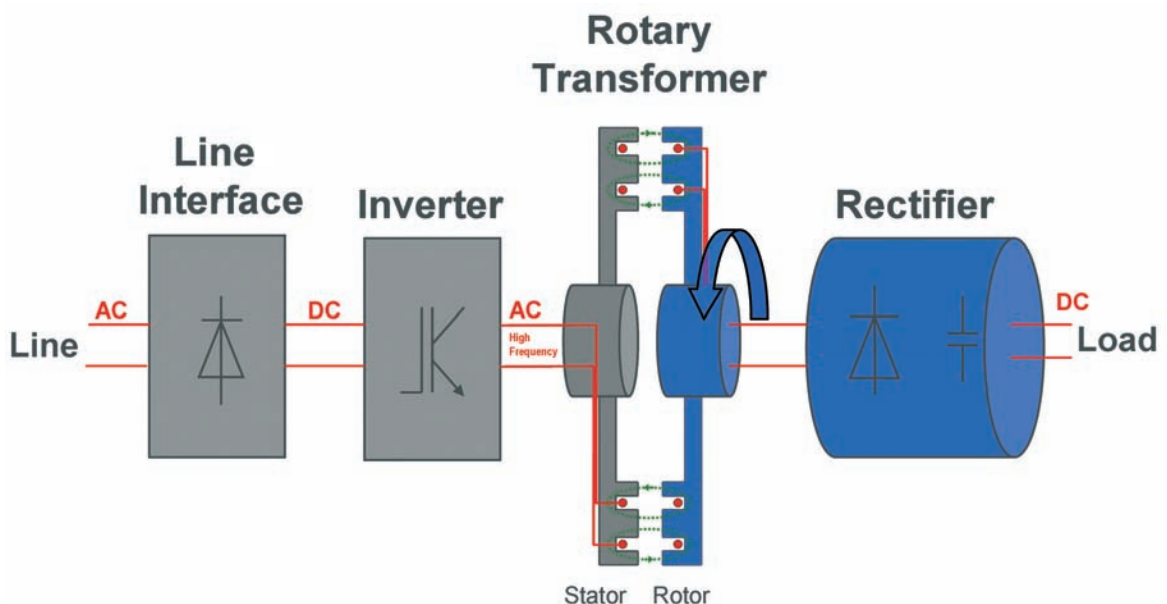 Rotary
Transformer
Line
Interface
Inverter
Rectifier
AC
DC
AC
High
Frequency
DC
Line
Load
Stator
Rotor